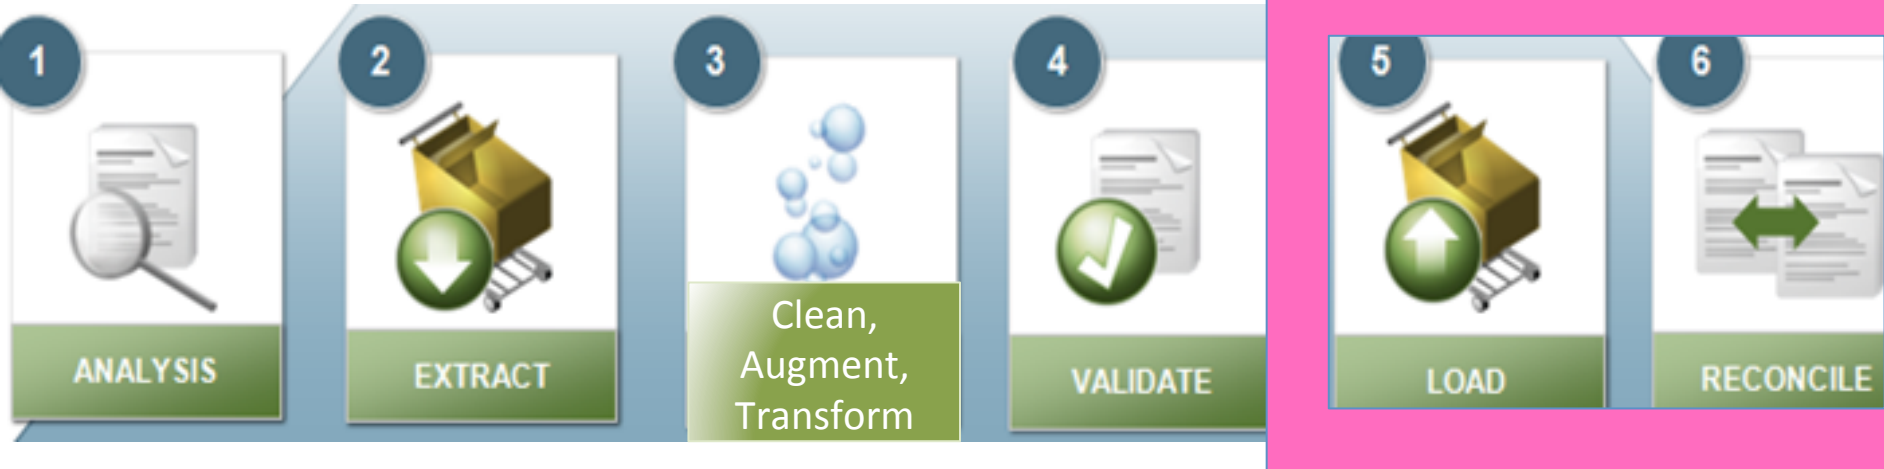 1
ANALYSIS
2
EXTRACT
3
Clean,
Augment,
Transform
4
VALIDATE
5
LOAD
6
RECONCILE